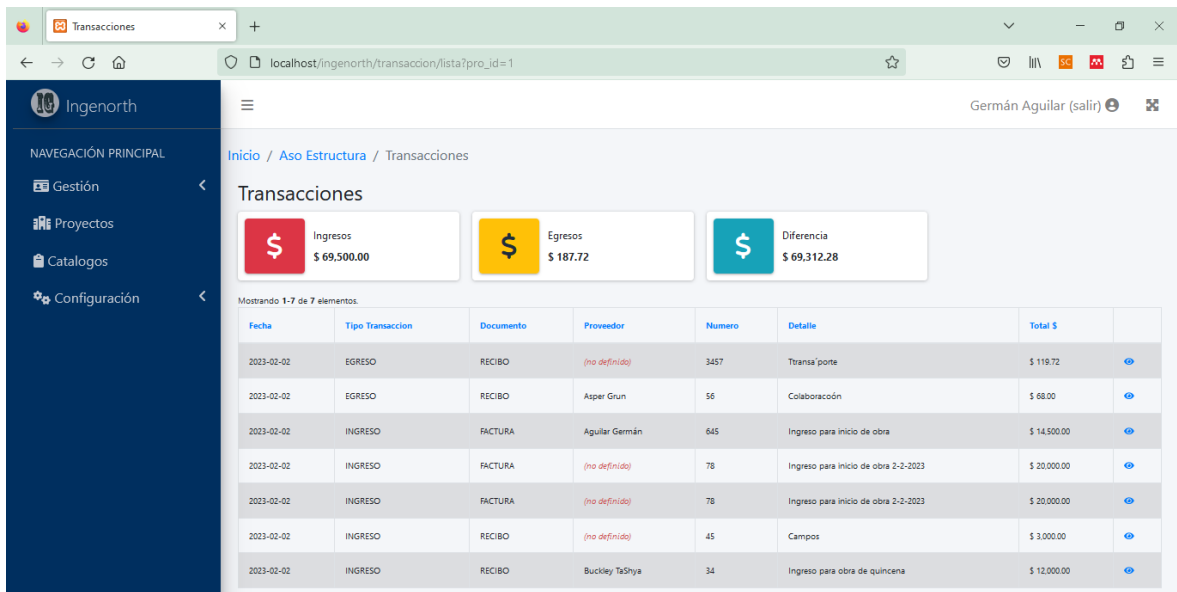 Transacciones
localhost/ingenorth/transaccion/lista?pro_id=1
SC
IG Ingenorth
Germán Aguilar (salir)
NAVEGACIÓN PRINCIPAL
Gestión
Proyectos
Catalogos
Configuración
Inicio / Aso Estructura / Transacciones
Transacciones
$ Ingresos
$ 69,500.00
$ Egresos
$ 187.72
$ Diferencia
$ 69,312.28
Mostrando 1-7 de 7 elementos.
Fecha Tipo Transaccion Documento Proveedor Numero Detalle Total $
2023-02-02 EGRESO RECIBO (no definido) 3457 Ttransa´porte $ 119.72
2023-02-02 EGRESO RECIBO Asper Grun 56 Colaboracoón $ 68.00
2023-02-02 INGRESO FACTURA Aguilar Germán 645 Ingreso para inicio de obra $ 14,500.00
2023-02-02 INGRESO FACTURA (no definido) 78 Ingreso para inicio de obra 2-2-2023 $ 20,000.00
2023-02-02 INGRESO FACTURA (no definido) 78 Ingreso para inicio de obra 2-2-2023 $ 20,000.00
2023-02-02 INGRESO RECIBO (no definido) 45 Campos $ 3,000.00
2023-02-02 INGRESO RECIBO Buckley TaShya 34 Ingreso para obra de quincena $ 12,000.00